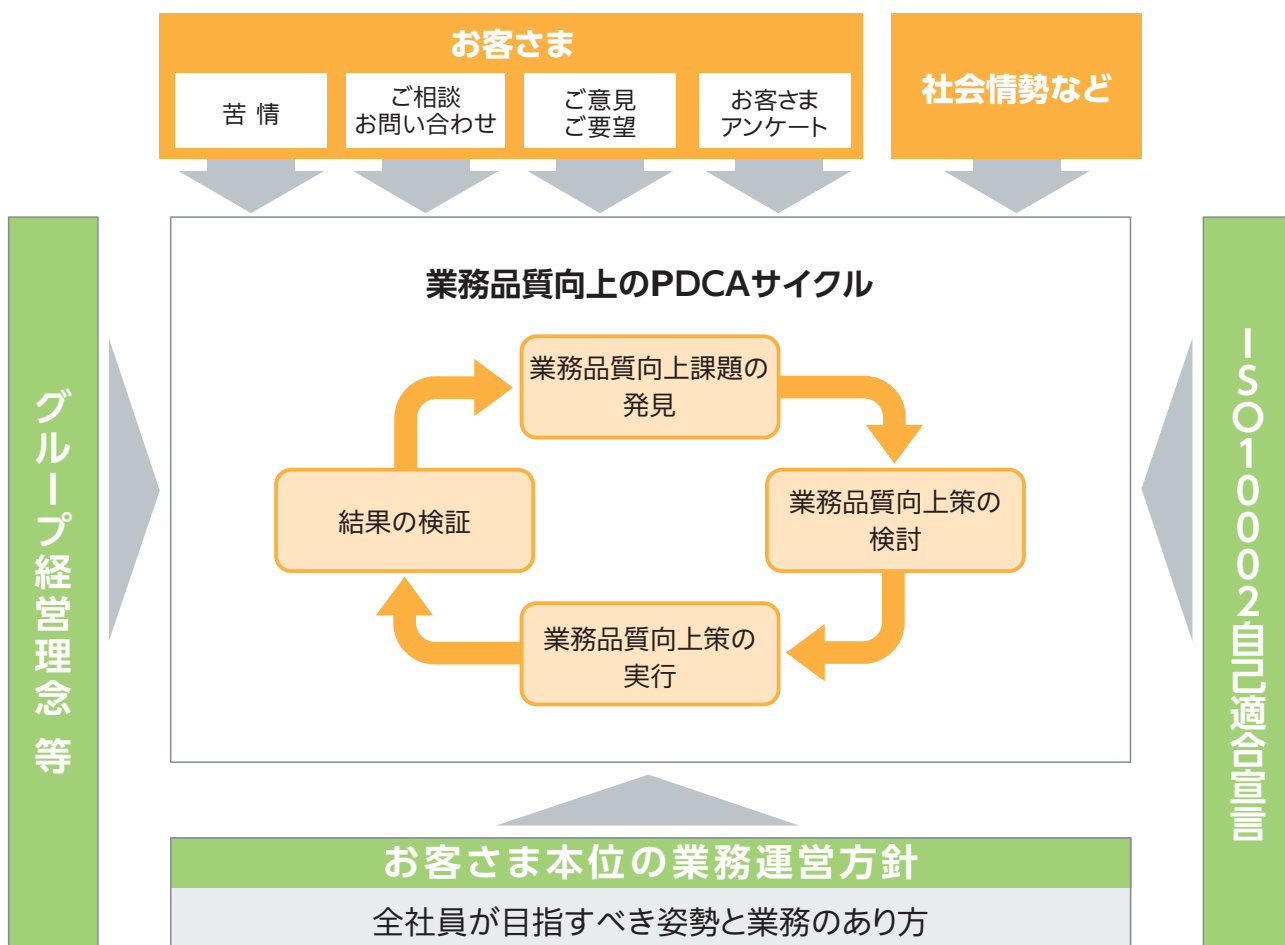 お客さま
苦情
ご相談
お問い合わせ
ご意見
ご要望
お客さま
アンケート
社会情勢など
グループ経営理念 等
業務品質向上のPDCAサイクル
業務品質向上課題の
発見
業務品質向上策の
検討
業務品質向上策の
実行
結果の検証
ISO10002自己適合宣言
お客さま本位の業務運営方針
全社員が目指すべき姿勢と業務のあり方